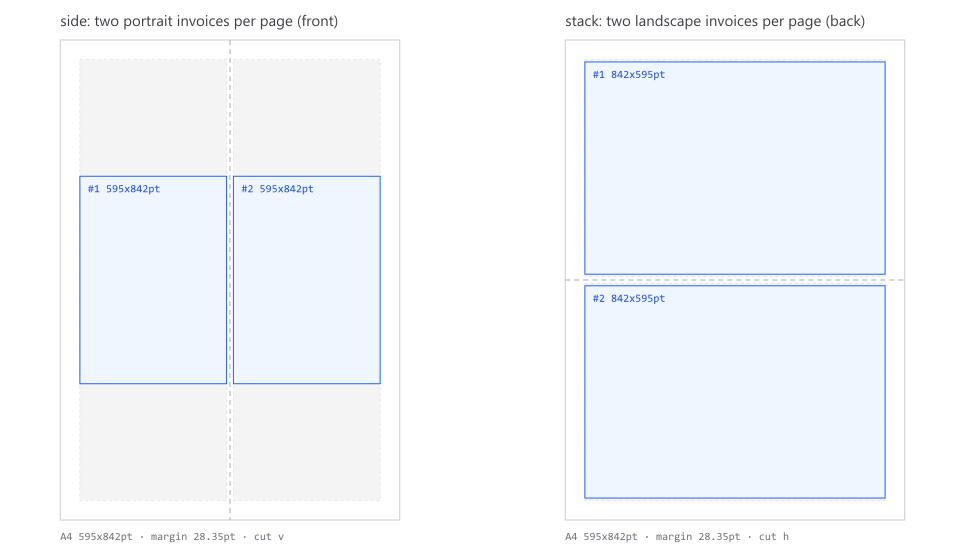 side: two portrait invoices per page (front)
#1 595x842pt
#2 595x842pt
A4 595x842pt · margin 28.35pt · cut v
stack: two landscape invoices per page (back)
#1 842x595pt
#2 842x595pt
A4 595x842pt · margin 28.35pt · cut h